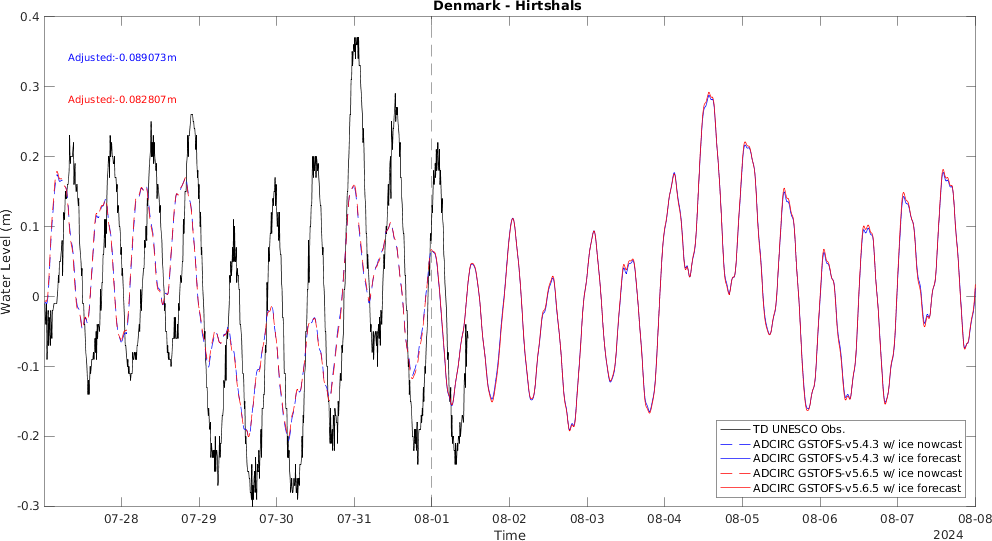 Denmark - Hirtshals
0.4
0.3
0.2
0.1
0
-0.1
-0.2
-0.3
Water Level (m)
Adjusted:-0.089073m
Adjusted:-0.082807m
TD UNESCO Obs.
ADCIRC GSTOFS-v5.4.3 w/ ice nowcast
ADCIRC GSTOFS-v5.4.3 w/ ice forecast
ADCIRC GSTOFS-v5.6.5 w/ ice nowcast
ADCIRC GSTOFS-v5.6.5 w/ ice forecast
07-28 07-29 07-30 07-31 08-01 08-02 08-03 08-04 08-05 08-06 08-07 08-08
Time
2024